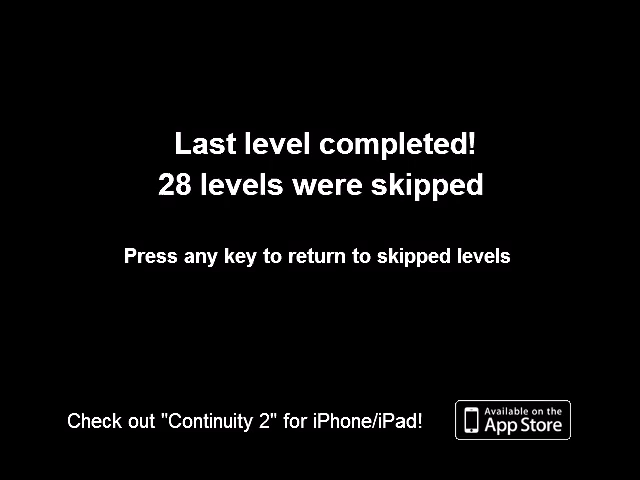 Last level completed!
28 levels were skipped
Press any key to return to skipped levels
Check out "Continuity 2" for iPhone/iPad!
Available on the
App Store